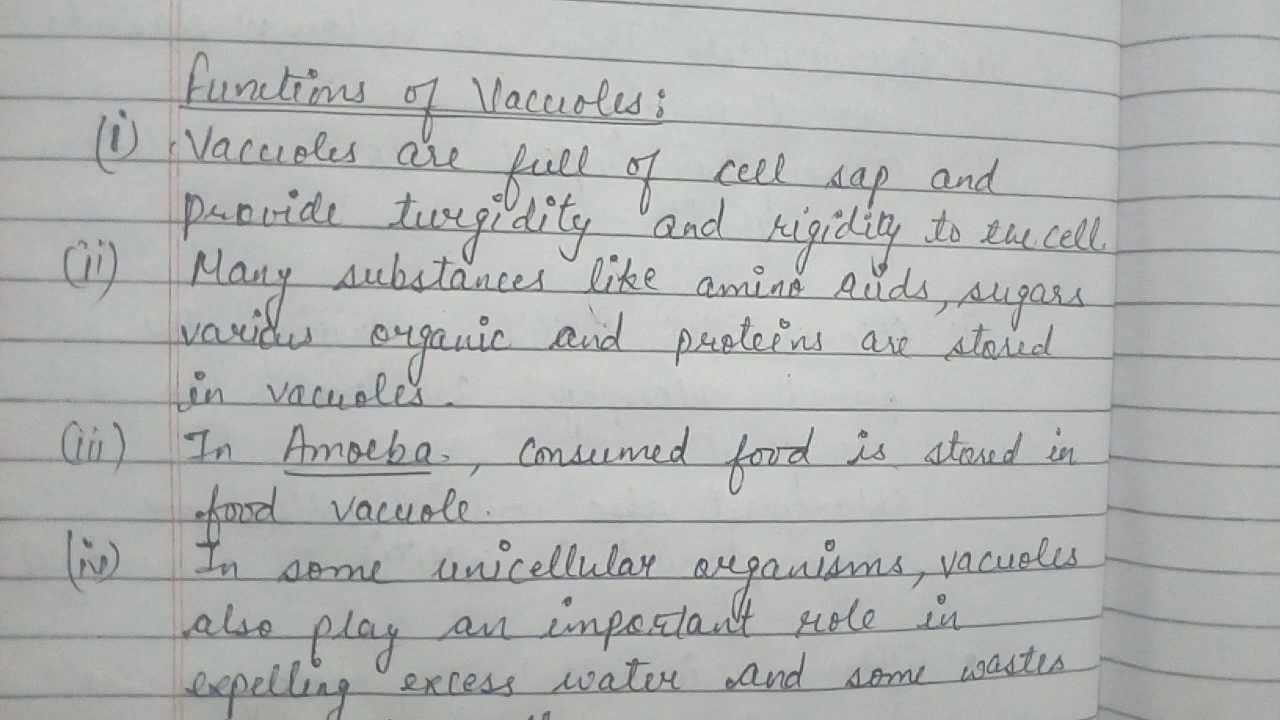 Functions of Vacuoles:
(i) Vacuoles are full of cell sap and
provide turgidity and rigidity to the cell.
(ii) Many substances like amino acids, sugars
various organic and proteins are stored
in vacuoles.
(iii) In Amoeba, consumed food is stored in
food vacuole.
(iv) In some unicellular organisms, vacuoles
also play an important role in
expelling excess water and some wastes